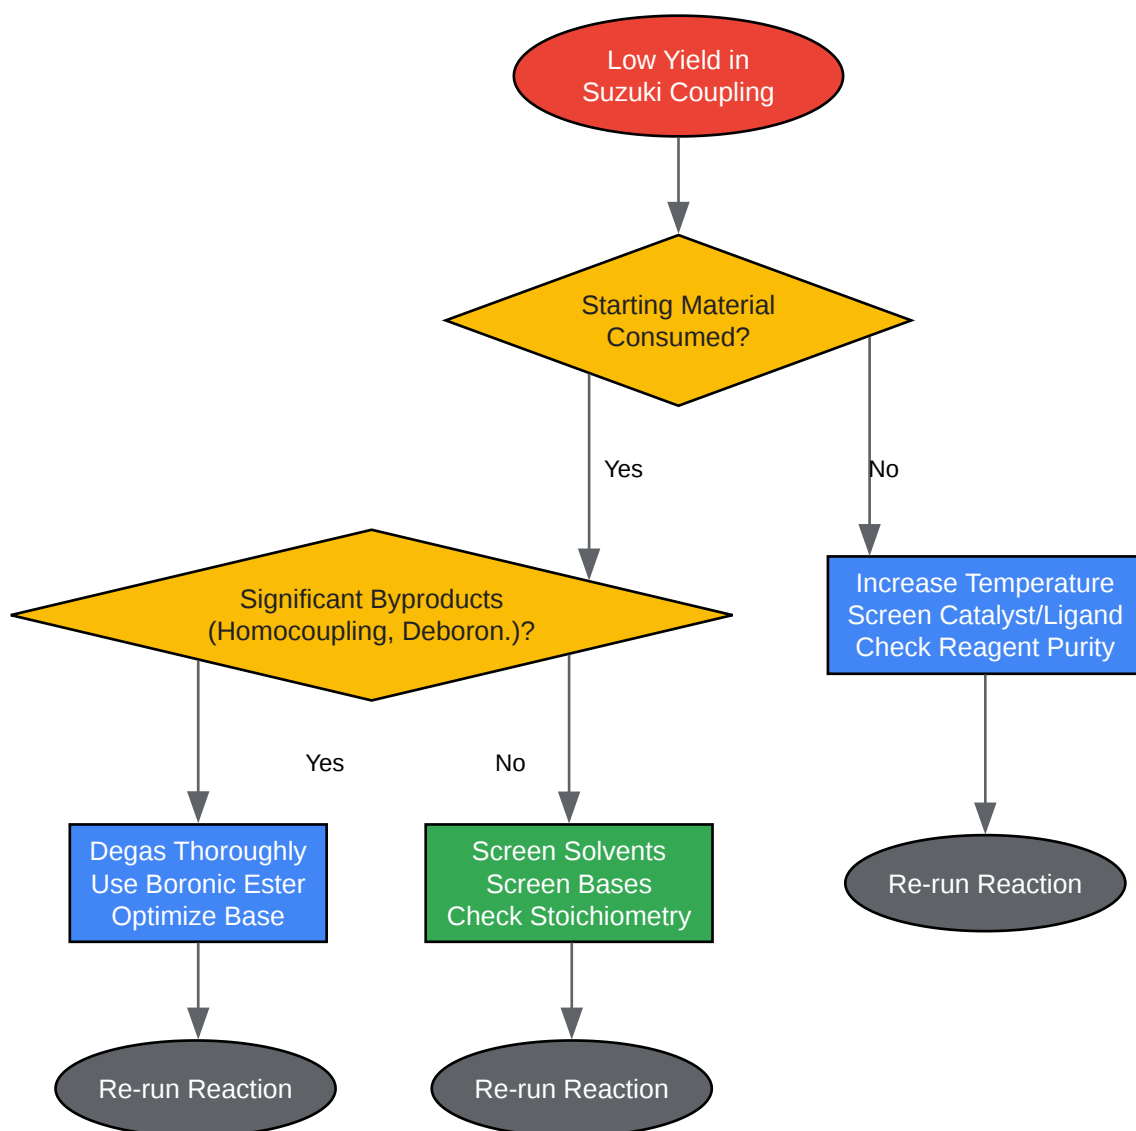 Low Yield in
Suzuki Coupling
Starting Material
Consumed?
Yes
No
Significant Byproducts
(Homocoupling, Deboron.)?
Increase Temperature
Screen Catalyst/Ligand
Check Reagent Purity
Yes
No
Degas Thoroughly
Use Boronic Ester
Optimize Base
Screen Solvents
Screen Bases
Check Stoichiometry
Re-run Reaction
Re-run Reaction
Re-run Reaction